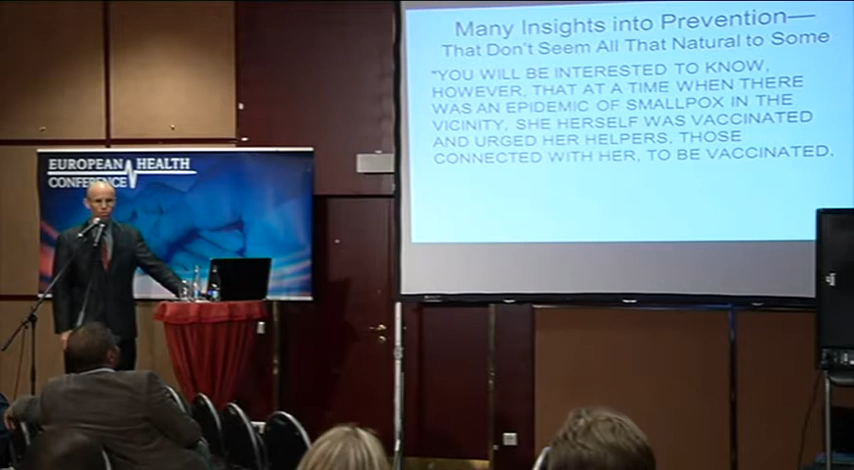 Many Insights into Prevention—
That Don't Seem All That Natural to Some
"YOU WILL BE INTERESTED TO KNOW,
HOWEVER, THAT AT A TIME WHEN THERE
WAS AN EPIDEMIC OF SMALLPOX IN THE
VICINITY, SHE HERSELF WAS VACCINATED
AND URGED HER HELPERS, THOSE
CONNECTED WITH HER, TO BE VACCINATED.
EUROPEAN HEALTH
CONFERENCE